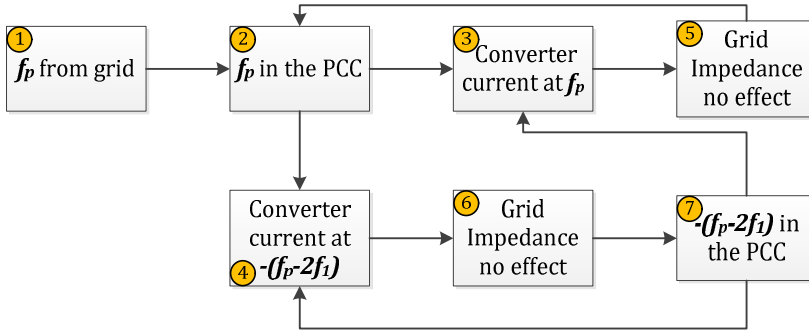 1
fp from grid
2
fp in the PCC
3
Converter
current at fp
5
Grid
Impedance
no effect
Converter
current at
4 -(fp-2f1)
6
Grid
Impedance
no effect
7
-(fp-2f1) in
the PCC